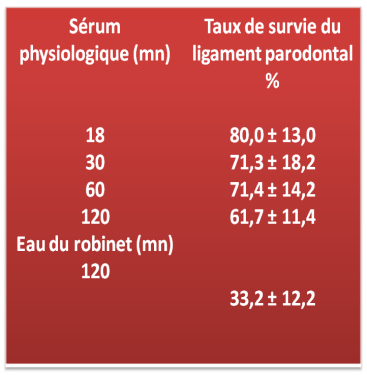 Sérum physiologique (mn) Taux de survie du ligament parodontal %
18 80,0 ± 13,0
30 71,3 ± 18,2
60 71,4 ± 14,2
120 61,7 ± 11,4
Eau du robinet (mn)
120
33,2 ± 12,2